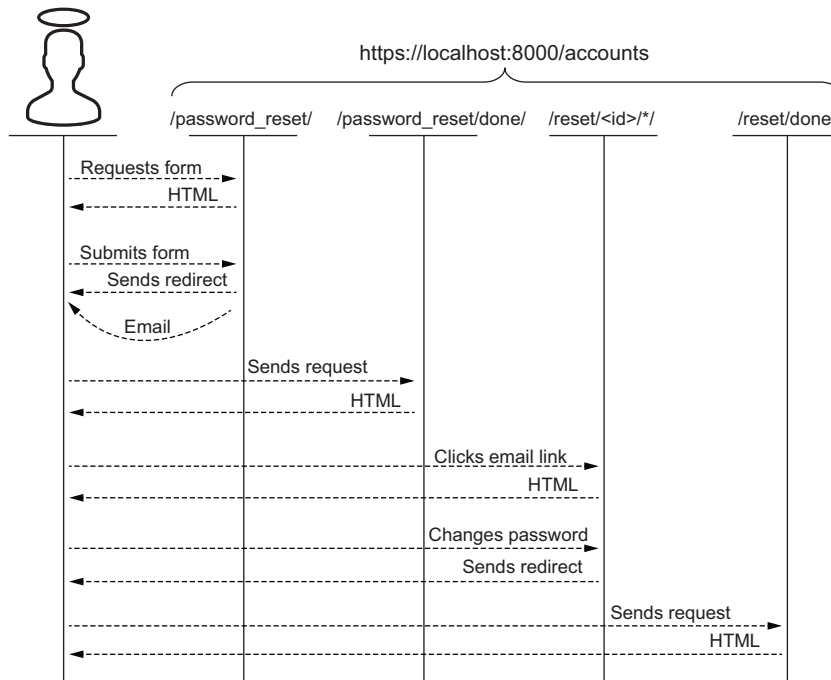 https://localhost:8000/accounts
/password_reset/ /password_reset/done/ /reset/<id>/*/ /reset/done
Requests form
HTML
Submits form
Sends redirect
Email
Sends request
HTML
Clicks email link
HTML
Changes password
Sends redirect
Sends request
HTML